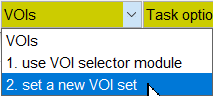 VOIs Task optio
VOIs
1. use VOI selector module
2. set a new VOI set